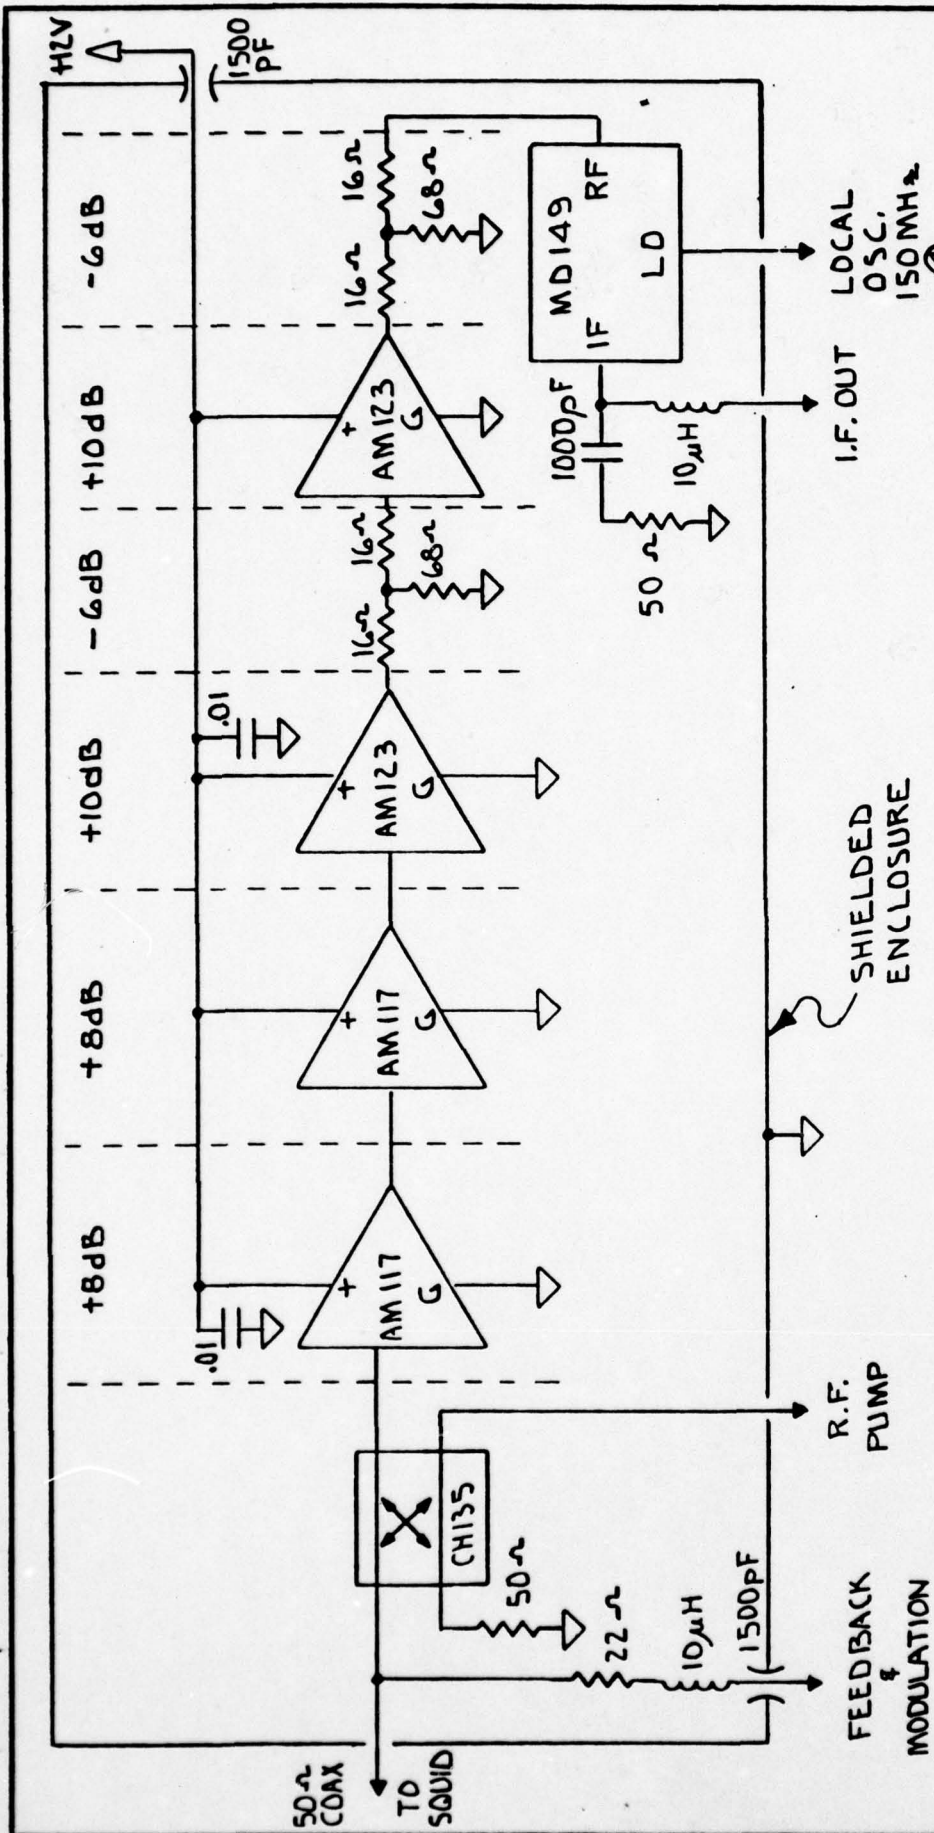 +8dB
+8dB
+10dB
-6dB
+10dB
-6dB
+12V
1500
PF
.01
.01
+
AM117
G
+
AM117
G
+
AM123
G
16Ω
16Ω
68Ω
+
AM123
G
16Ω
16Ω
68Ω
50Ω
COAX
TO
SQUID
CH135
50Ω
22Ω
10μH
1500pF
FEEDBACK
&
MODULATION
R.F.
PUMP
SHIELDED
ENCLOSURE
MD149
IF
RF
LO
1000pF
50Ω
10μH
I.F. OUT
LOCAL
OSC.
150MHz